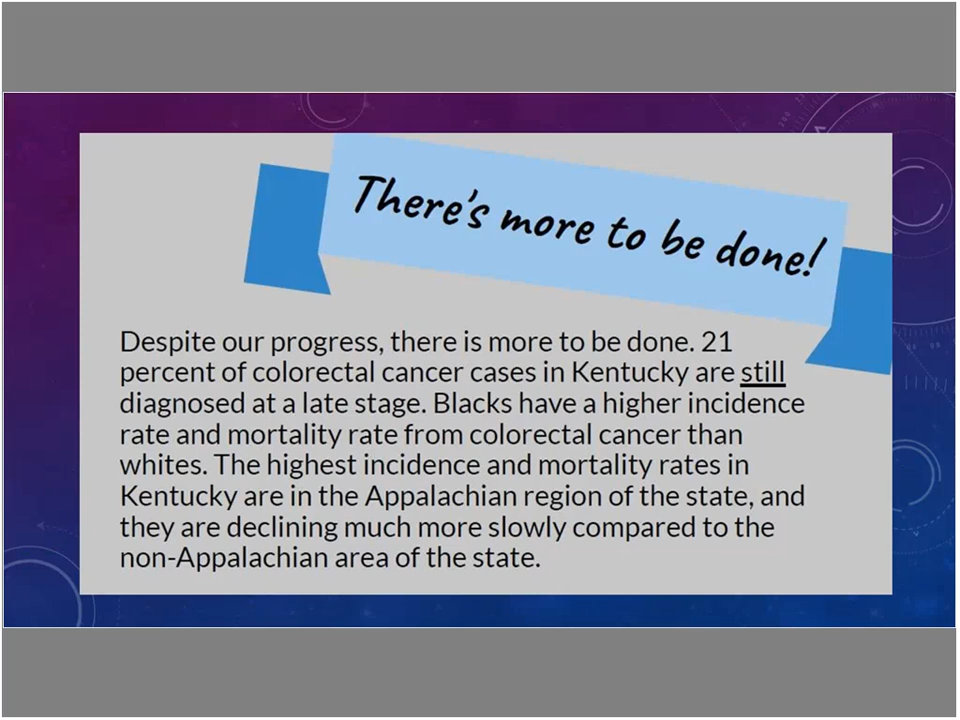 There's more to be done!
Despite our progress, there is more to be done. 21
percent of colorectal cancer cases in Kentucky are still
diagnosed at a late stage. Blacks have a higher incidence
rate and mortality rate from colorectal cancer than
whites. The highest incidence and mortality rates in
Kentucky are in the Appalachian region of the state, and
they are declining much more slowly compared to the
non-Appalachian area of the state.